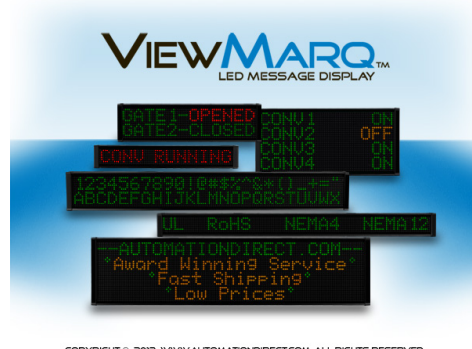 VIEWMARQ TM
LED MESSAGE DISPLAY
GATE1-OPENED
GATE2-CLOSED
CONV1 ON
CONV2 OFF
CONV3 ON
CONV4 ON
CONV RUNNING
1234567890!@#$%^&*()_+="
ABCDEFGHIJKLMNOPQRSTUVWX
UL RoHS NEMA4 NEMA12
--AUTOMATIONDIRECT.COM--
*Award Winning Service*
*Fast Shipping*
*Low Prices*